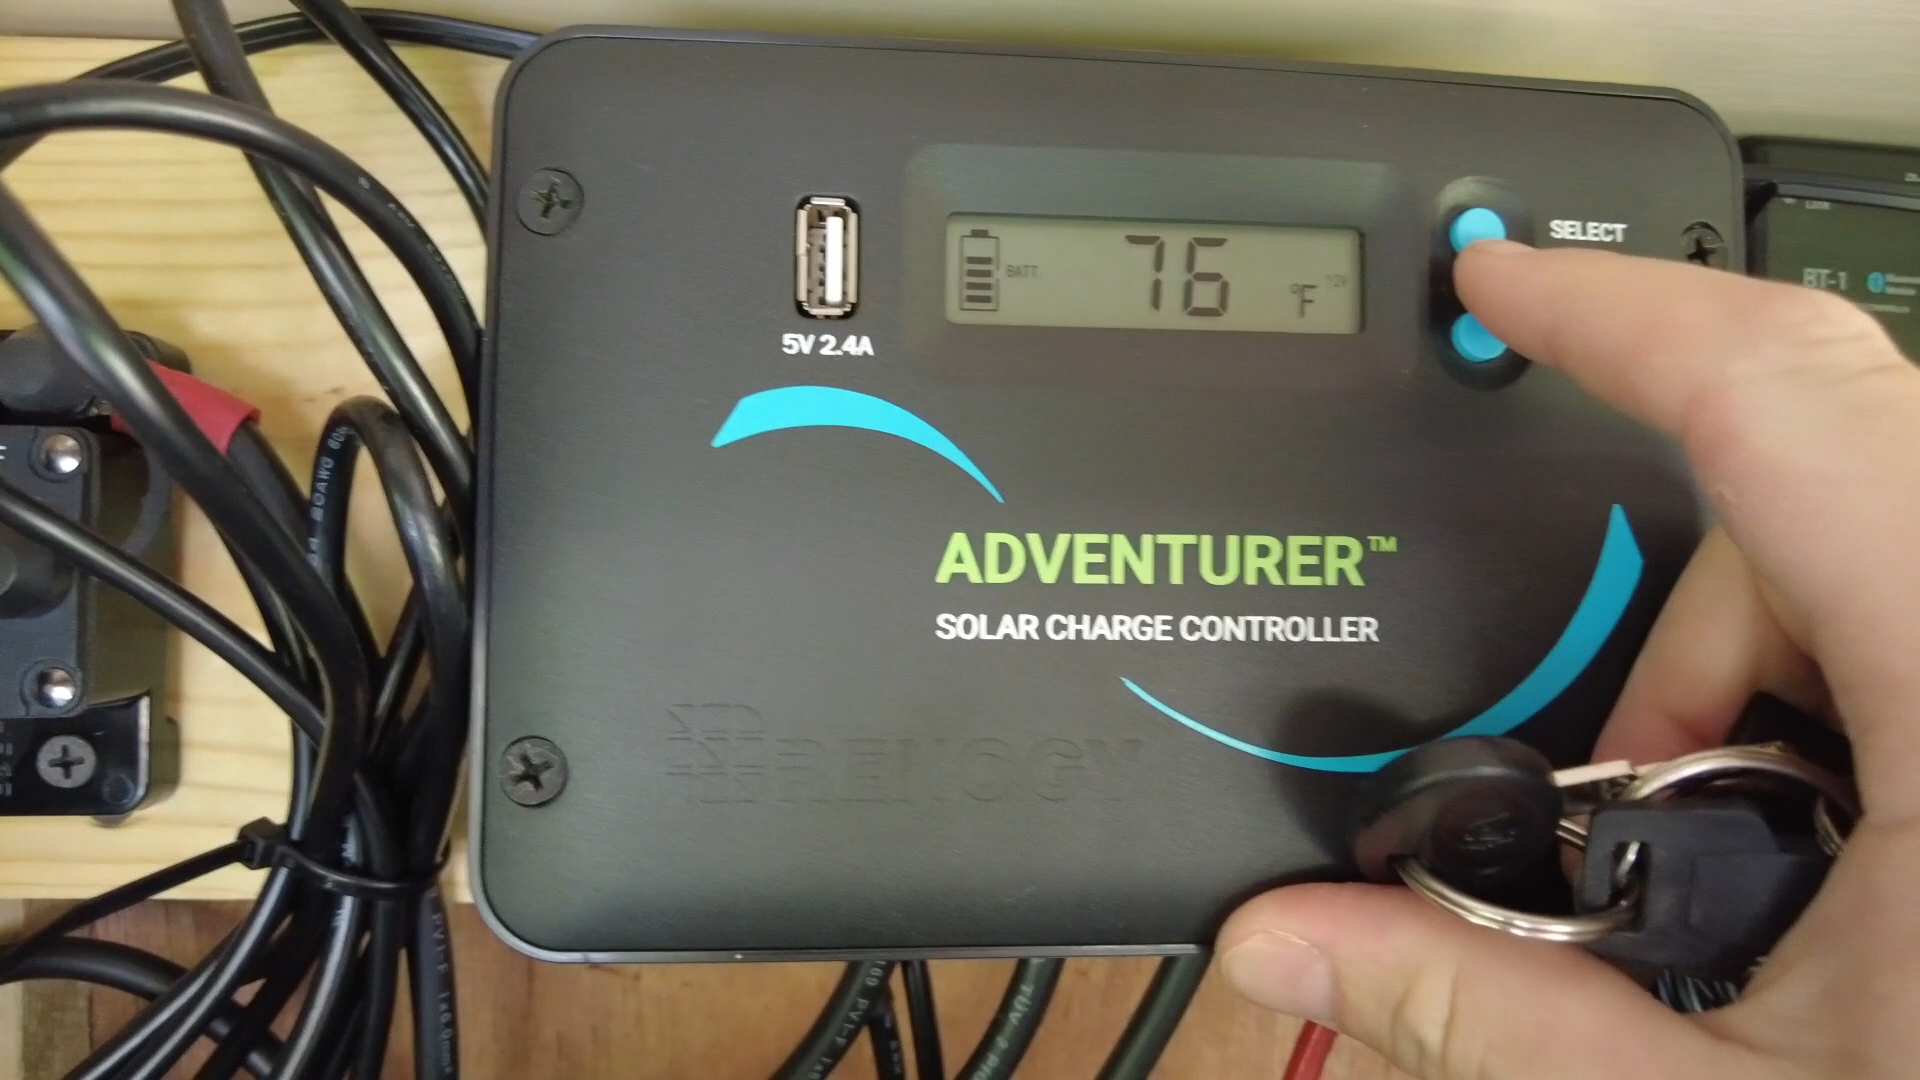 BATT.
76
°F
12V
SELECT
5V 2.4A
BT-1
ADVENTURER™
SOLAR CHARGE CONTROLLER
RENOGY